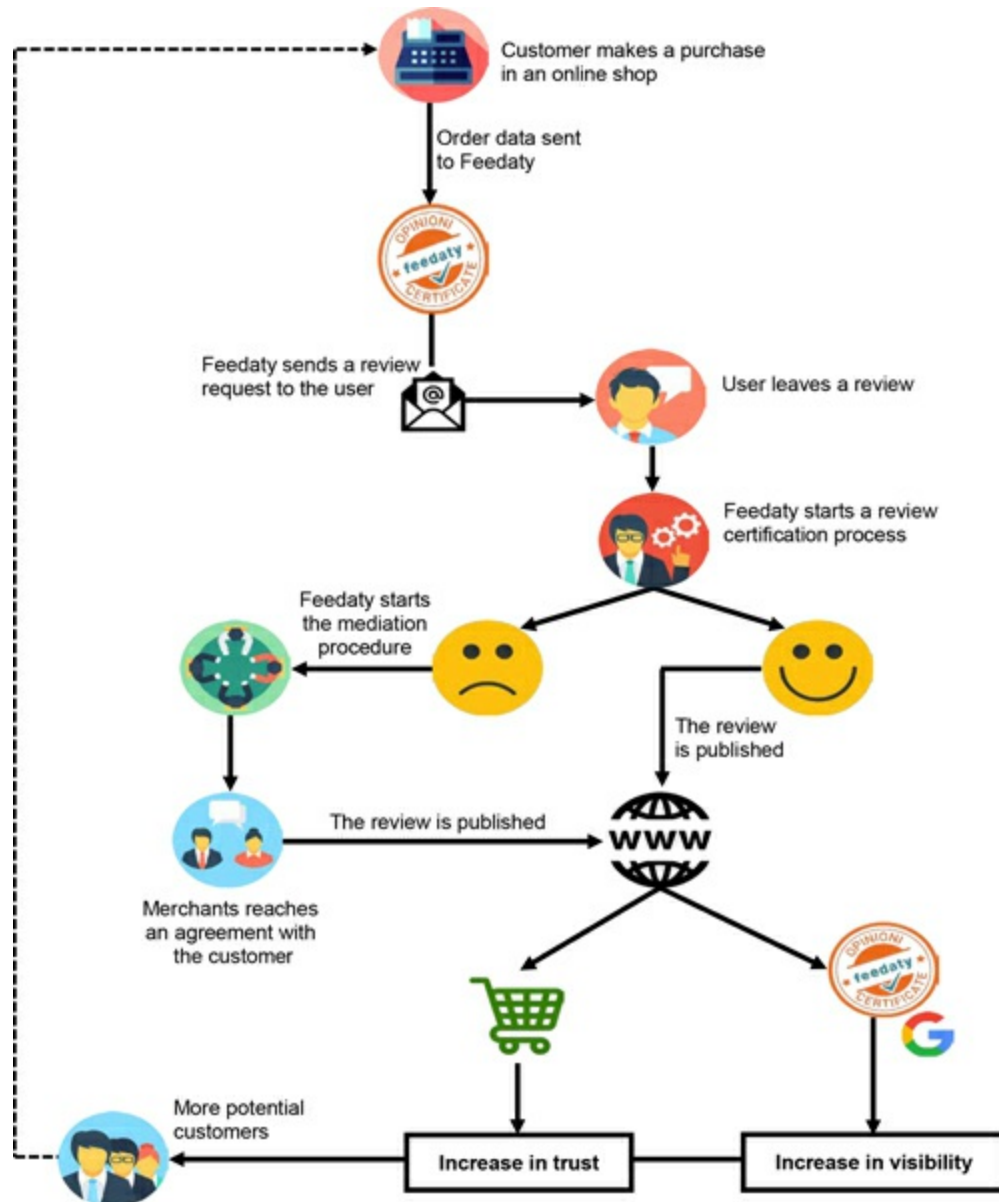 Customer makes a purchase
in an online shop
Order data sent
to Feedaty
OPINIONI
feedaty
CERTIFICATE
Feedaty sends a review
request to the user
@
User leaves a review
Feedaty starts a review
certification process
Feedaty starts
the mediation
procedure
The review
is published
www
The review is published
Merchants reaches
an agreement with
the customer
OPINIONI
feedaty
CERTIFICATE
G
More potential
customers
Increase in trust
Increase in visibility